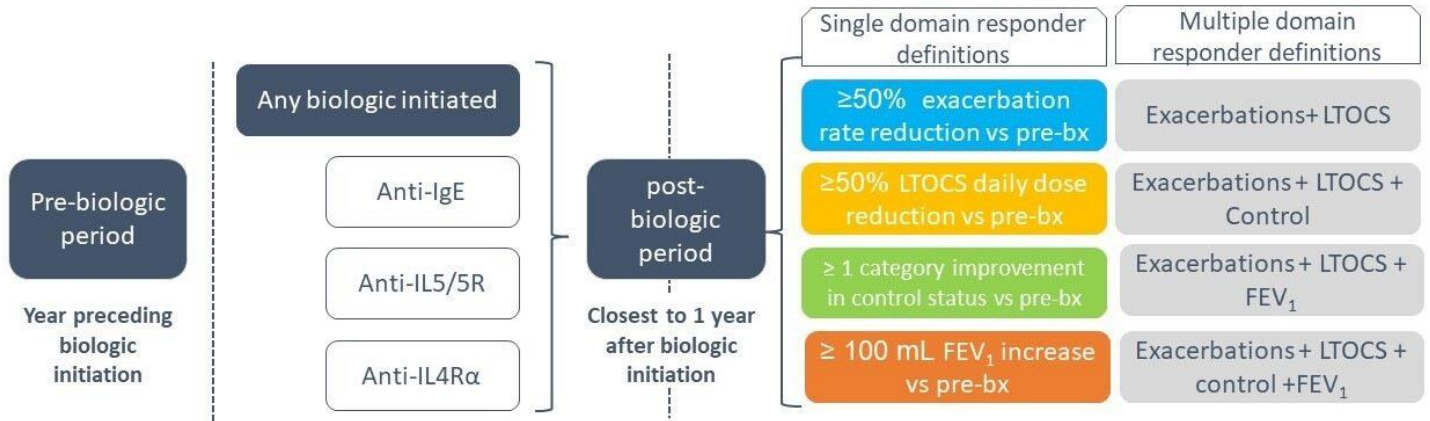 Pre-biologic
period
Year preceding
biologic
initiation
Any biologic initiated
Anti-IgE
Anti-IL5/5R
Anti-IL4Rα
post-
biologic
period
Closest to 1 year
after biologic
initiation
Single domain responder
definitions
≥50% exacerbation
rate reduction vs pre-bx
≥50% LTOCS daily dose
reduction vs pre-bx
≥ 1 category improvement
in control status vs pre-bx
≥ 100 mL FEV₁ increase
vs pre-bx
Multiple domain
responder definitions
Exacerbations+ LTOCS
Exacerbations + LTOCS +
Control
Exacerbations + LTOCS +
FEV₁
Exacerbations + LTOCS +
control +FEV₁